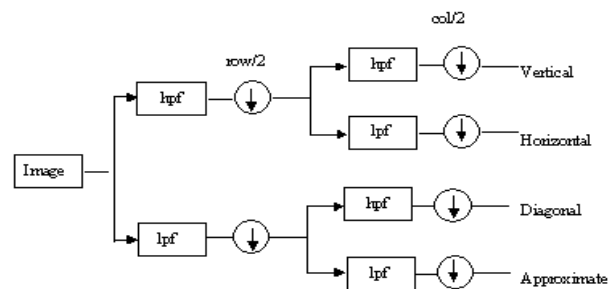 col/2
row/2
hpf
Vertical
hpf
lpf
Horizontal
Image
hpf
Diagonal
lpf
lpf
Approximate